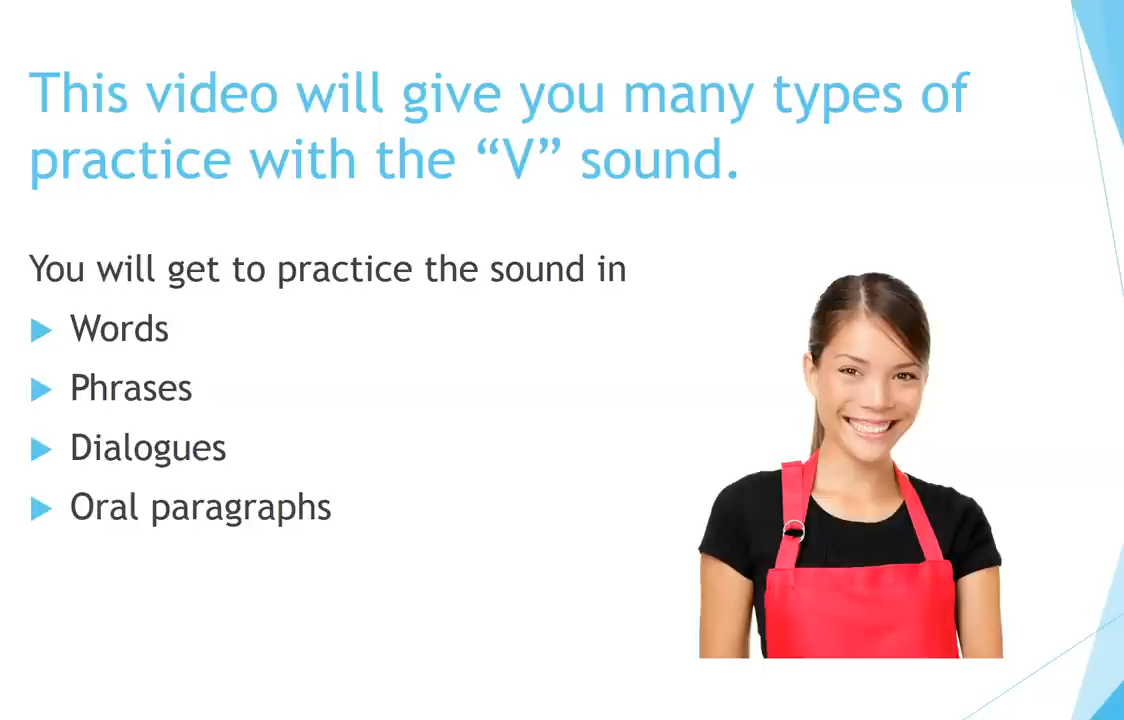 This video will give you many types of
practice with the “V” sound.
You will get to practice the sound in
Words
Phrases
Dialogues
Oral paragraphs